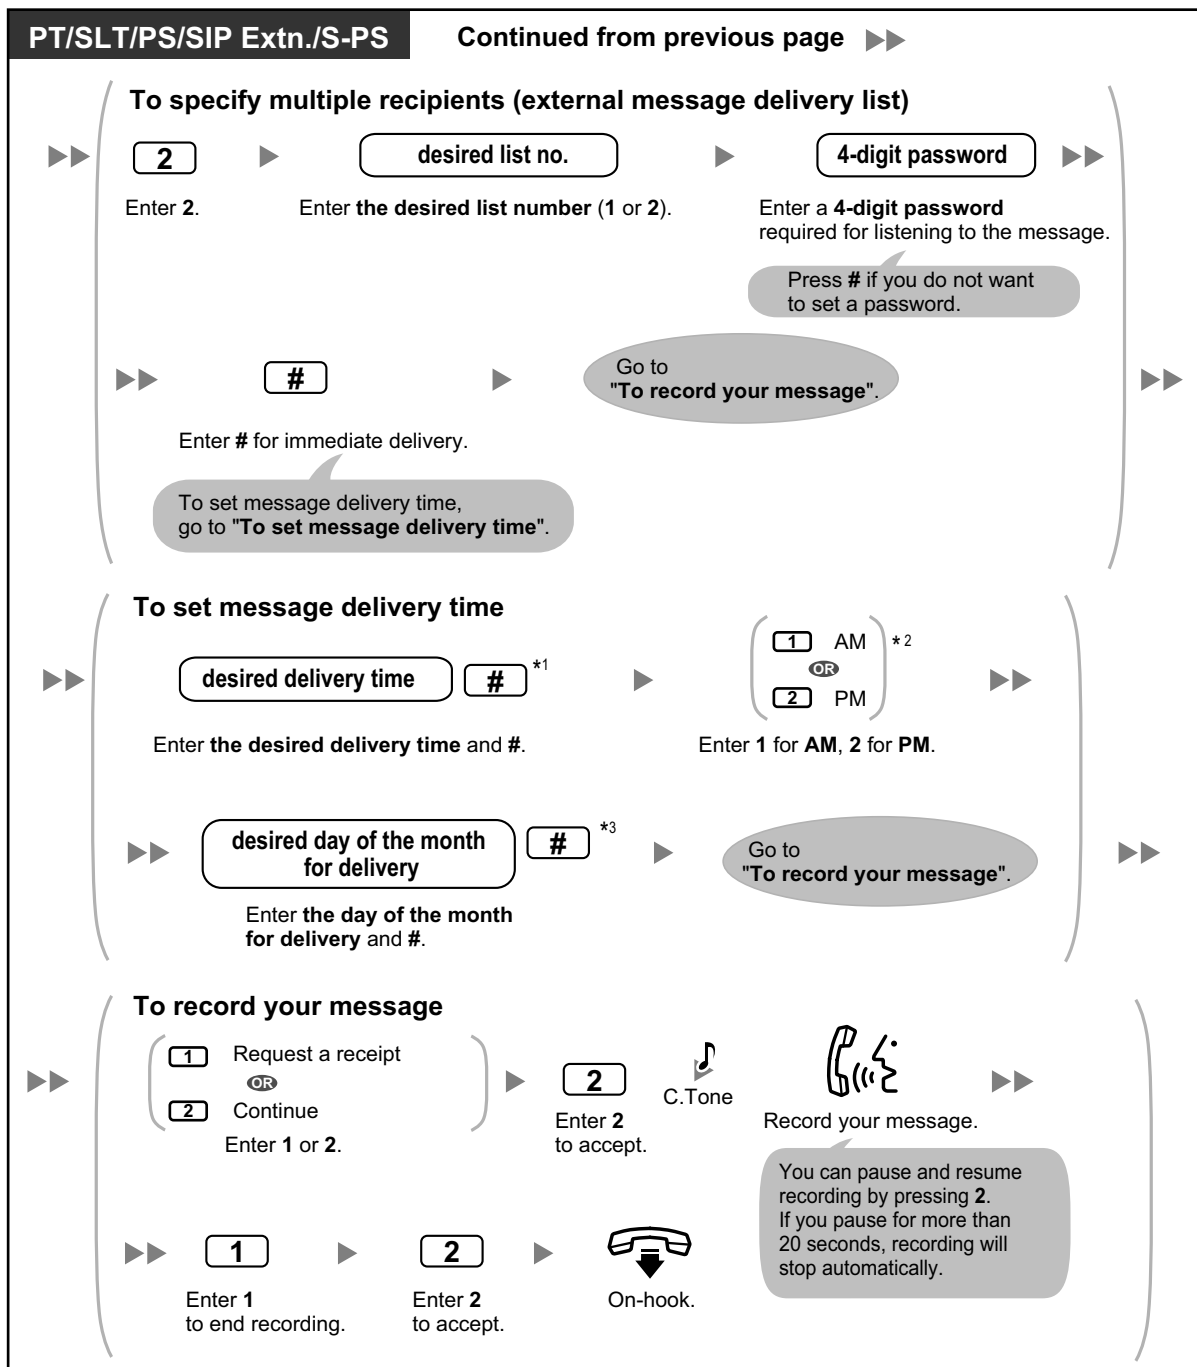 PT/SLT/PS/SIP Extn./S-PS Continued from previous page
To specify multiple recipients (external message delivery list)
2 desired list no. 4-digit password
Enter 2. Enter the desired list number (1 or 2). Enter a 4-digit password
required for listening to the message.
Press # if you do not want
to set a password.
#
Go to
"To record your message".
Enter # for immediate delivery.
To set message delivery time,
go to "To set message delivery time".
To set message delivery time
desired delivery time # *1
1 AM *2
OR
2 PM
Enter the desired delivery time and #. Enter 1 for AM, 2 for PM.
desired day of the month
for delivery
# *3
Go to
"To record your message".
Enter the day of the month
for delivery and #.
To record your message
1 Request a receipt
OR
2 Continue
Enter 1 or 2.
2
Enter 2
to accept.
C.Tone
Record your message.
You can pause and resume
recording by pressing 2.
If you pause for more than
20 seconds, recording will
stop automatically.
1 2
Enter 1
to end recording.
Enter 2
to accept.
On-hook.